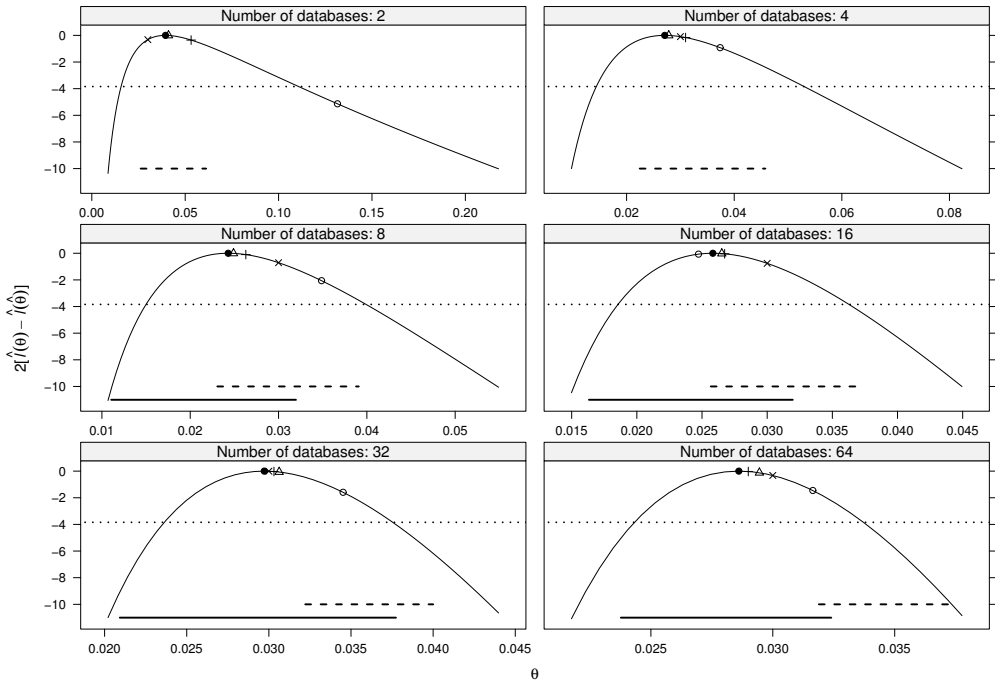 Number of databases: 2
Number of databases: 4
0
−2
−4
−6
−8
−10
0.00 0.05 0.10 0.15 0.20
0.02 0.04 0.06 0.08
Number of databases: 8
Number of databases: 16
0
−2
−4
−6
−8
−10
0.01 0.02 0.03 0.04 0.05
0.015 0.020 0.025 0.030 0.035 0.040 0.045
Number of databases: 32
Number of databases: 64
0
−2
−4
−6
−8
−10
0.020 0.025 0.030 0.035 0.040 0.045
0.025 0.030 0.035
2[l̂(θ) − l̂(θ̂)]
θ